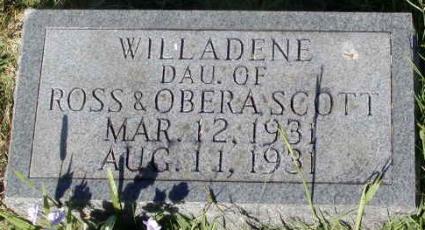 WILLADENE
DAU. OF
ROSS & OBERA SCOTT
MAR. 12, 1931
AUG. 11, 1931